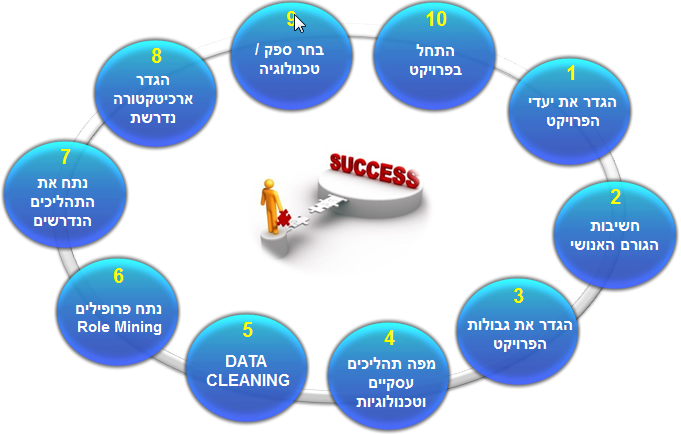 1
הגדר את יעדי
הפרויקט
2
חשיבות
הגורם האנושי
3
הגדר את גבולות
הפרויקט
4
מפה תהליכים
עסקיים
וטכנולוגיות
5
DATA
CLEANING
6
נתח פרופילים
Role Mining
7
נתח את
התהליכים
הנדרשים
8
הגדר
ארכיטקטורה
נדרשת
9
בחר ספק /
טכנולוגיה
10
התחל
בפרויקט
SUCCESS